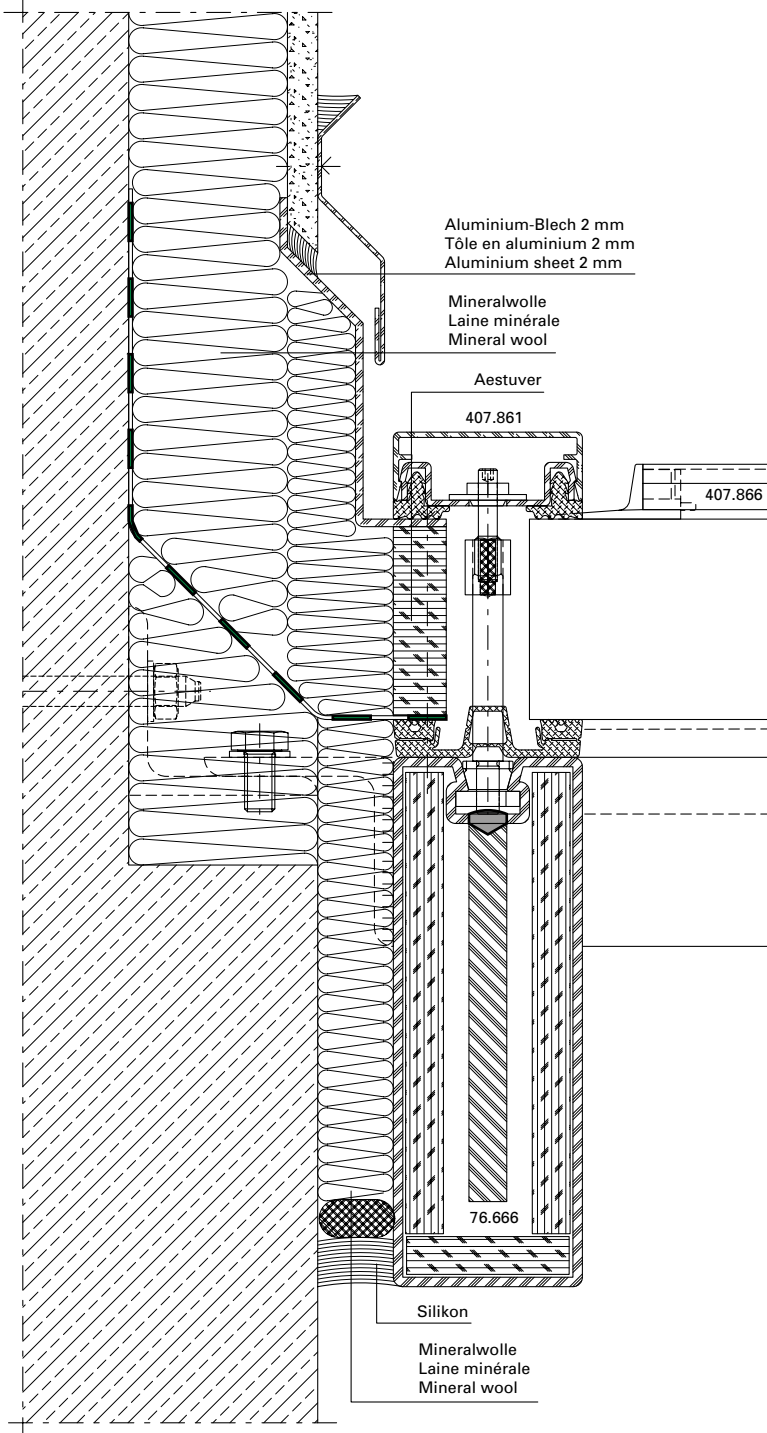 Aluminium-Blech 2 mm
Tôle en aluminium 2 mm
Aluminium sheet 2 mm
Mineralwolle
Laine minérale
Mineral wool
Aestuver
407.861
407.866
76.666
Silikon
Mineralwolle
Laine minérale
Mineral wool